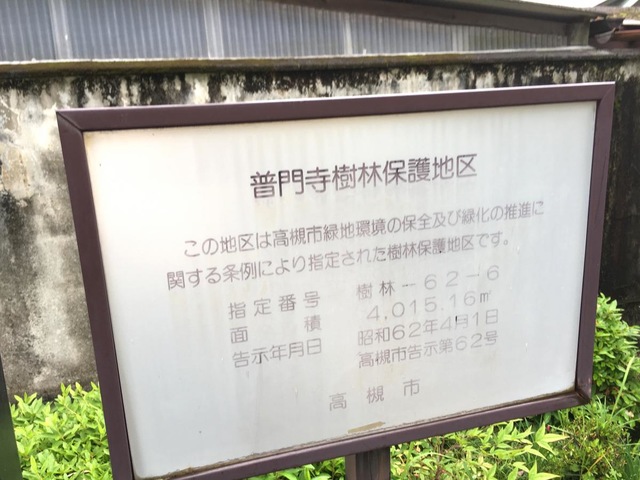 普門寺樹林保護地区
この地区は高槻市緑地環境の保全及び緑化の推進に
関する条例により指定された樹林保護地区です。
指定番号 樹林－62－6
面積 4,015.16㎡
告示年月日 昭和62年4月1日
高槻市告示第62号
高槻市